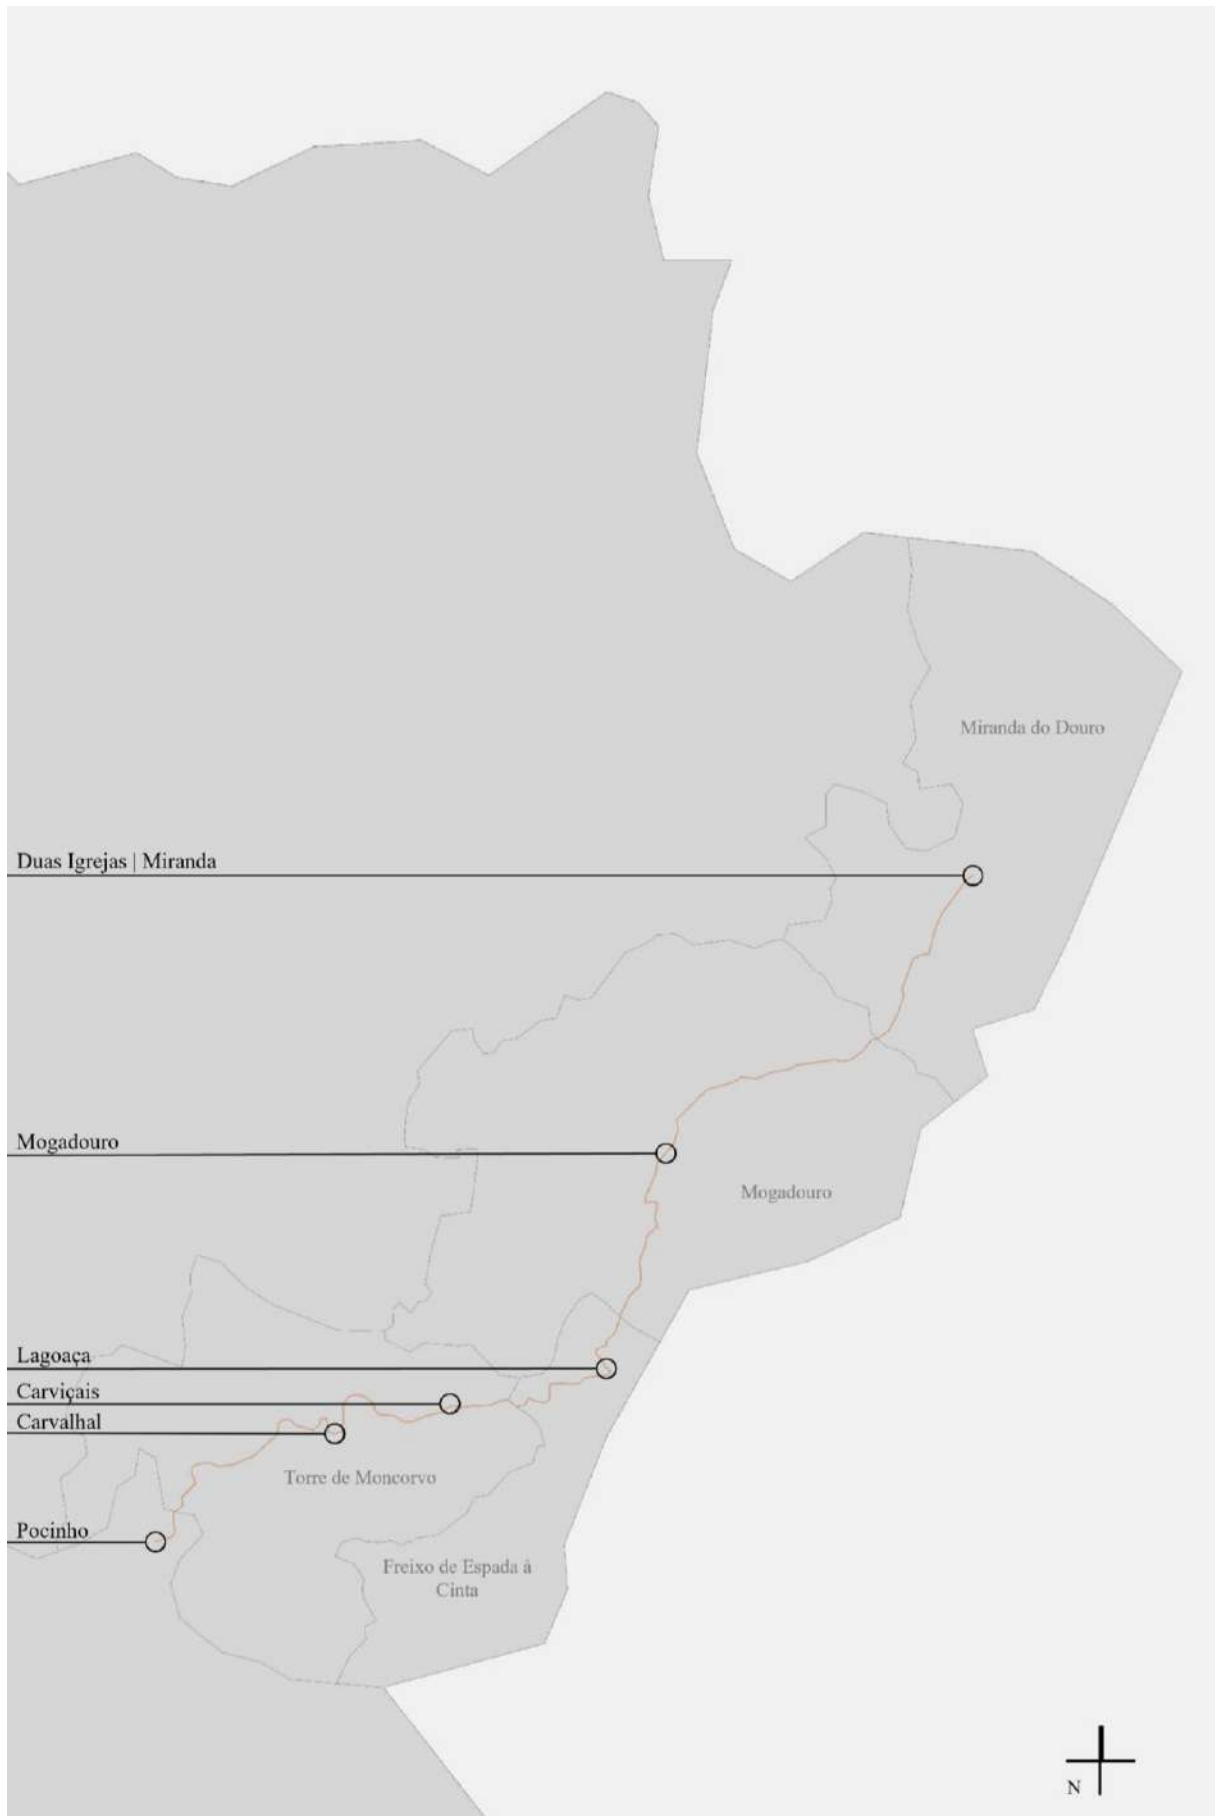 Miranda do Douro
Duas Igrejas | Miranda
Mogadouro
Mogadouro
Lagoaça
Carviçais
Carvalhal
Torre de Moncorvo
Pocinho
Freixo de Espada à
Cinta
N